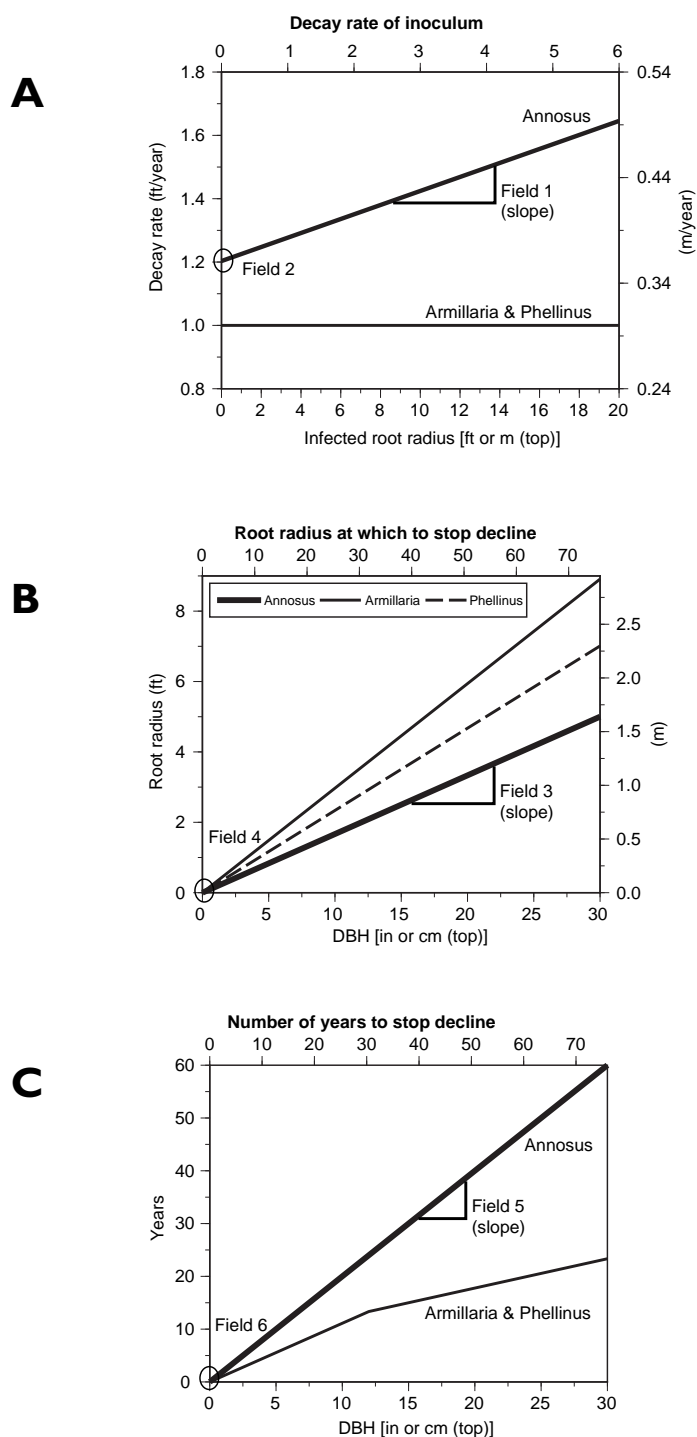 A
Decay rate of inoculum
0 1 2 3 4 5 6
1.8
1.6
1.4
1.2
1.0
0.8
Decay rate (ft/year)
0.54
0.44
0.34
0.24
(m/year)
Annosus
Field 1
(slope)
Field 2
Armillaria & Phellinus
0 2 4 6 8 10 12 14 16 18 20
Infected root radius [ft or m (top)]
B
Root radius at which to stop decline
0 10 20 30 40 50 60 70
Annosus Armillaria Phellinus
8
6
4
2
0
Root radius (ft)
2.5
2.0
1.5
1.0
0.5
0.0
(m)
Field 3
(slope)
Field 4
0 5 10 15 20 25 30
DBH [in or cm (top)]
C
Number of years to stop decline
0 10 20 30 40 50 60 70
60
50
40
30
20
10
0
Years
Annosus
Field 5
(slope)
Field 6
Armillaria & Phellinus
0 5 10 15 20 25 30
DBH [in or cm (top)]